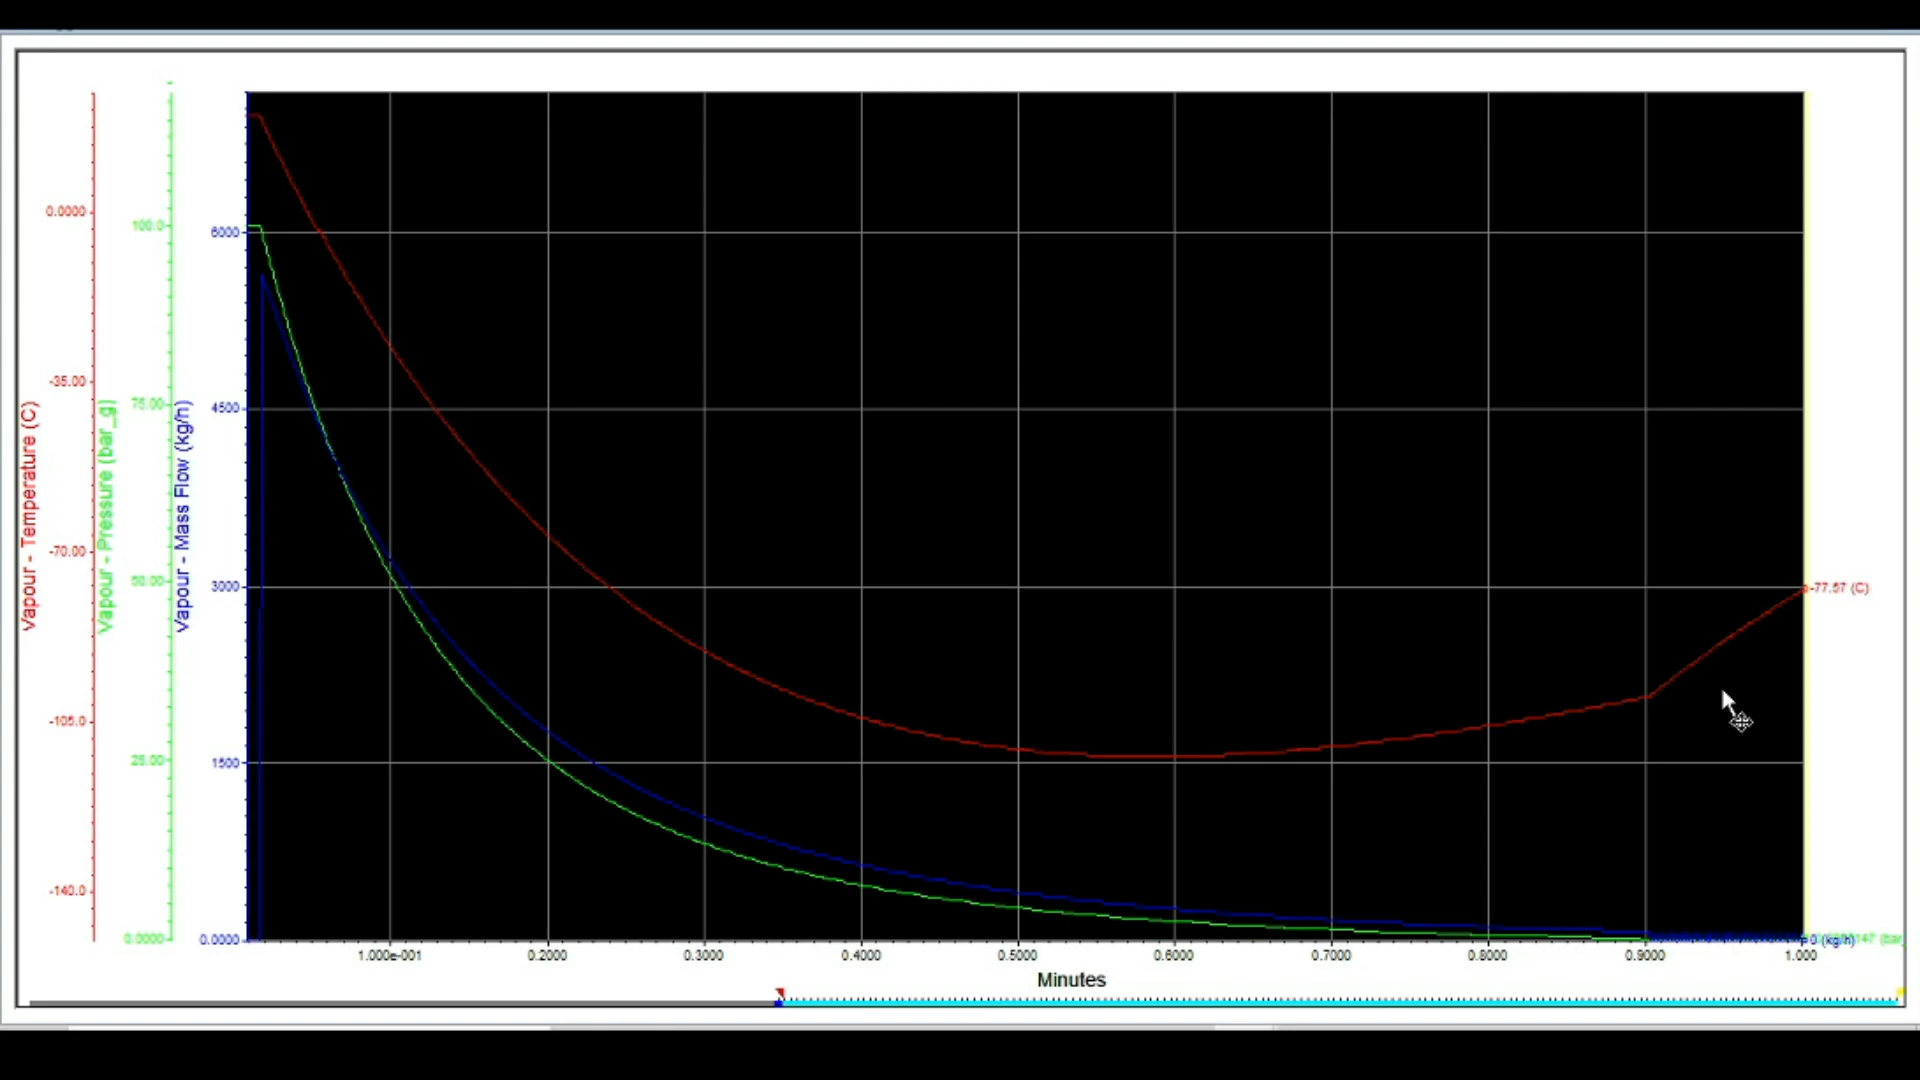 Vapour - Temperature (C)
0.0000
-35.00
-70.00
-105.0
-140.0
Vapour - Pressure (bar_g)
100.0
75.00
50.00
25.00
0.0000
Vapour - Mass Flow (kg/h)
6000
4500
3000
1500
0.0000
-77.57 (C)
0 (kg/h)
1.000e-001 0.2000 0.3000 0.4000 0.5000 0.6000 0.7000 0.8000 0.9000 1.000
Minutes